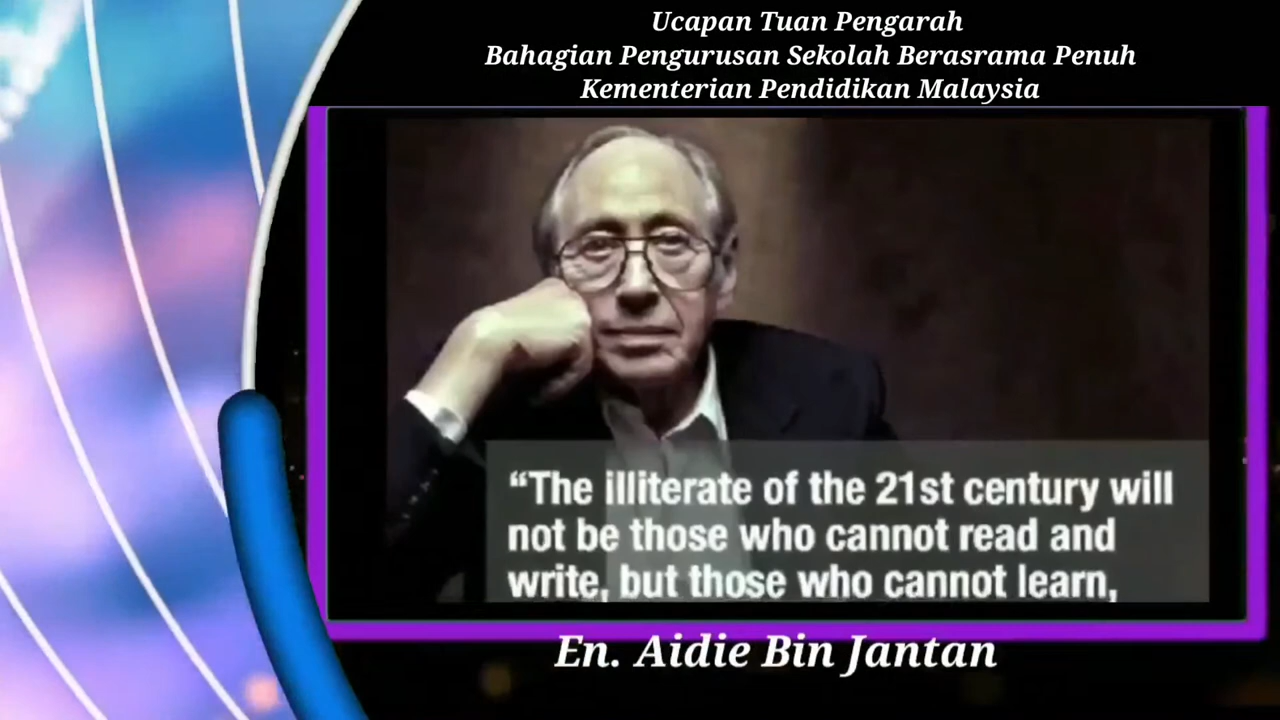 Ucapan Tuan Pengarah
Bahagian Pengurusan Sekolah Berasrama Penuh
Kementerian Pendidikan Malaysia
“The illiterate of the 21st century will
not be those who cannot read and
write, but those who cannot learn,
En. Aidie Bin Jantan